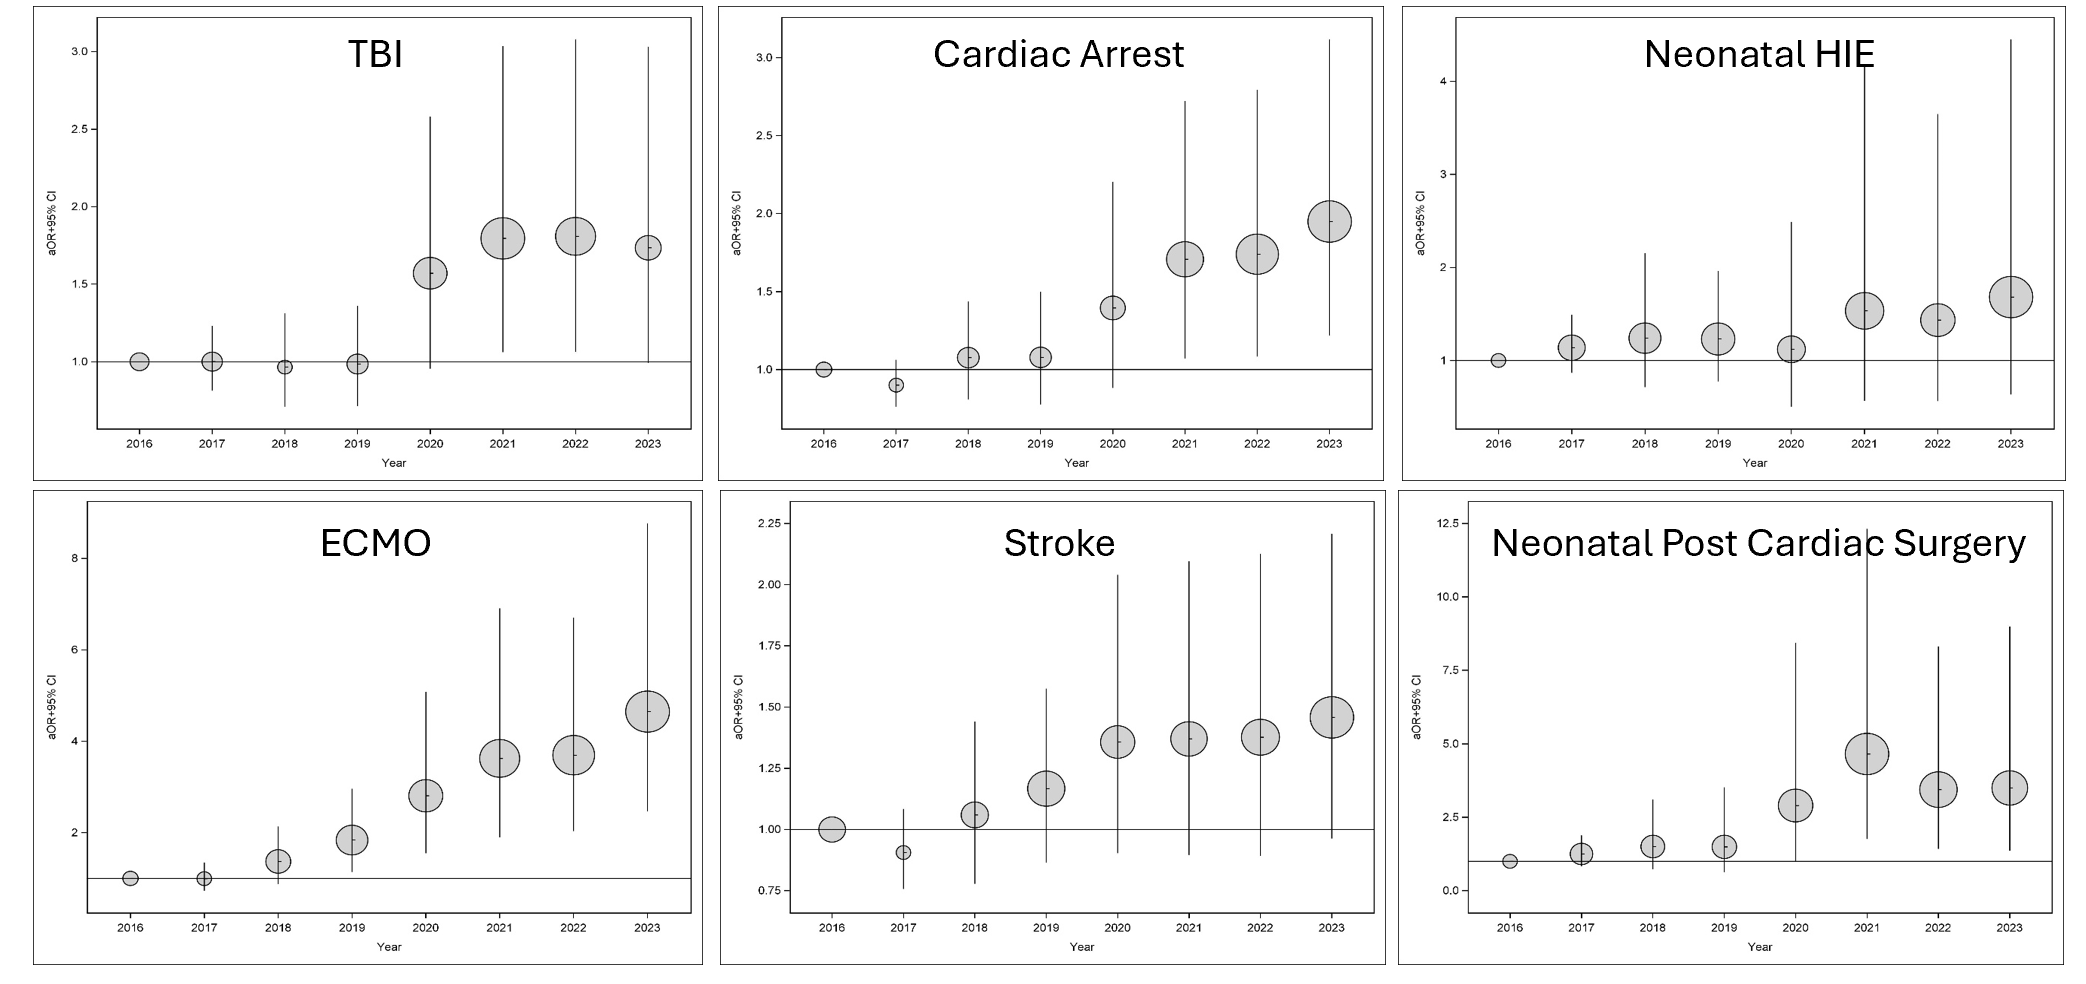 TBI
3.0
2.5
2.0
1.5
1.0
aOR+95% CI
2016 2017 2018 2019 2020 2021 2022 2023
Year
Cardiac Arrest
3.0
2.5
2.0
1.5
1.0
aOR+95% CI
2016 2017 2018 2019 2020 2021 2022 2023
Year
Neonatal HIE
4
3
2
1
aOR+95% CI
2016 2017 2018 2019 2020 2021 2022 2023
Year
ECMO
8
6
4
2
aOR+95% CI
2016 2017 2018 2019 2020 2021 2022 2023
Year
Stroke
2.25
2.00
1.75
1.50
1.25
1.00
0.75
aOR+95% CI
2016 2017 2018 2019 2020 2021 2022 2023
Year
Neonatal Post Cardiac Surgery
12.5
10.0
7.5
5.0
2.5
0.0
aOR+95% CI
2016 2017 2018 2019 2020 2021 2022 2023
Year